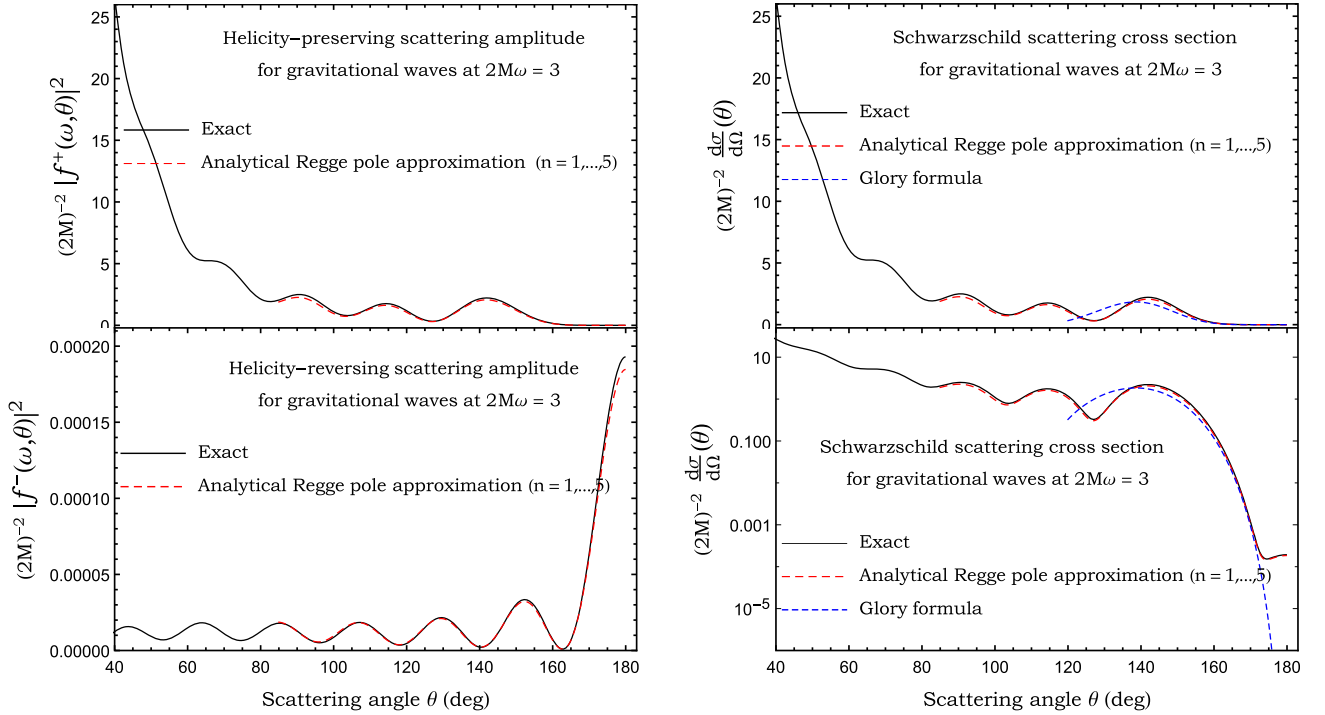 25
20
15
10
5
0
(2M)⁻² |f⁺(ω,θ)|²
Helicity−preserving scattering amplitude
for gravitational waves at 2Mω = 3
Exact
Analytical Regge pole approximation (n = 1,...,5)
0.00020
0.00015
0.00010
0.00005
0.00000
(2M)⁻² |f⁻(ω,θ)|²
Helicity−reversing scattering amplitude
for gravitational waves at 2Mω = 3
Exact
Analytical Regge pole approximation (n = 1,...,5)
40 60 80 100 120 140 160 180
Scattering angle θ (deg)
25
20
15
10
5
0
(2M)⁻² dσ/dΩ(θ)
Schwarzschild scattering cross section
for gravitational waves at 2Mω = 3
Exact
Analytical Regge pole approximation (n = 1,...,5)
Glory formula
10
0.100
0.001
10⁻⁵
(2M)⁻² dσ/dΩ(θ)
Schwarzschild scattering cross section
for gravitational waves at 2Mω = 3
Exact
Analytical Regge pole approximation (n = 1,...,5)
Glory formula
40 60 80 100 120 140 160 180
Scattering angle θ (deg)